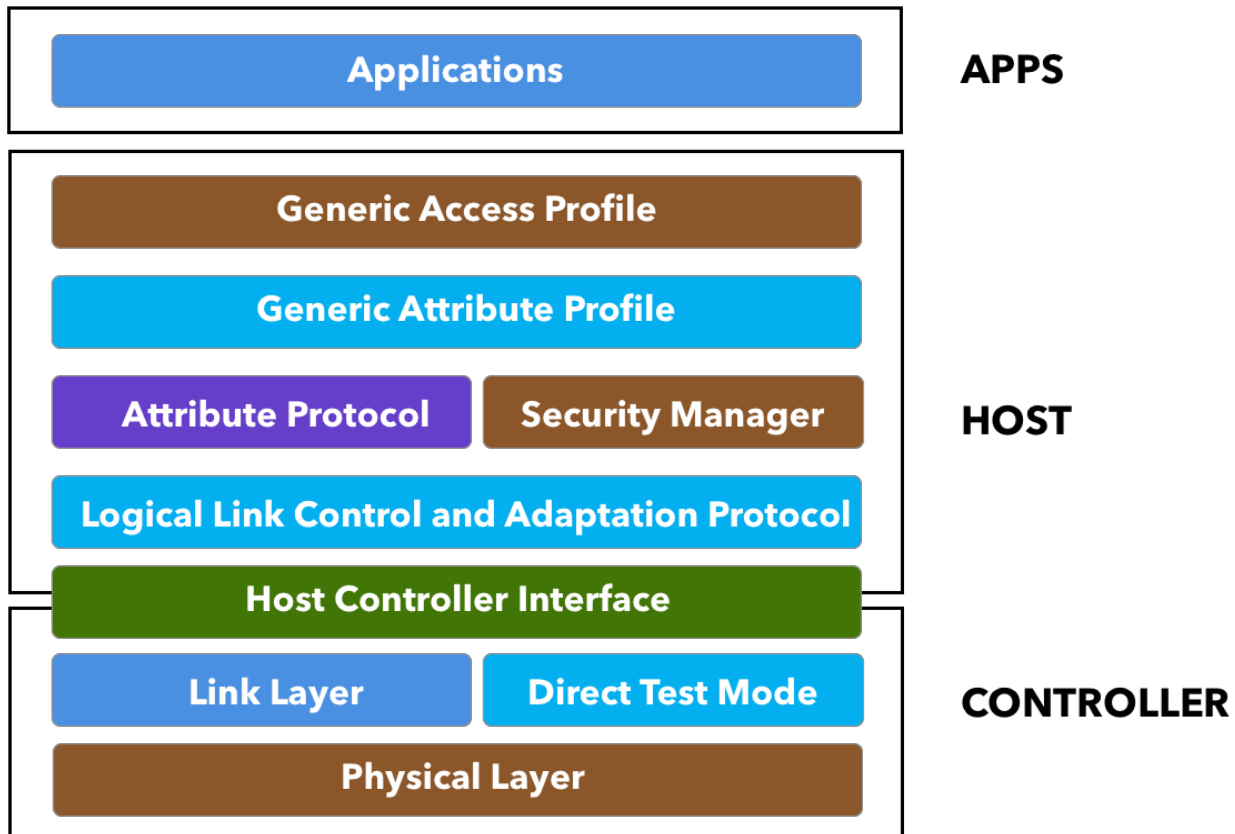 Applications
APPS
Generic Access Profile
Generic Attribute Profile
Attribute Protocol
Security Manager
HOST
Logical Link Control and Adaptation Protocol
Host Controller Interface
Link Layer
Direct Test Mode
CONTROLLER
Physical Layer